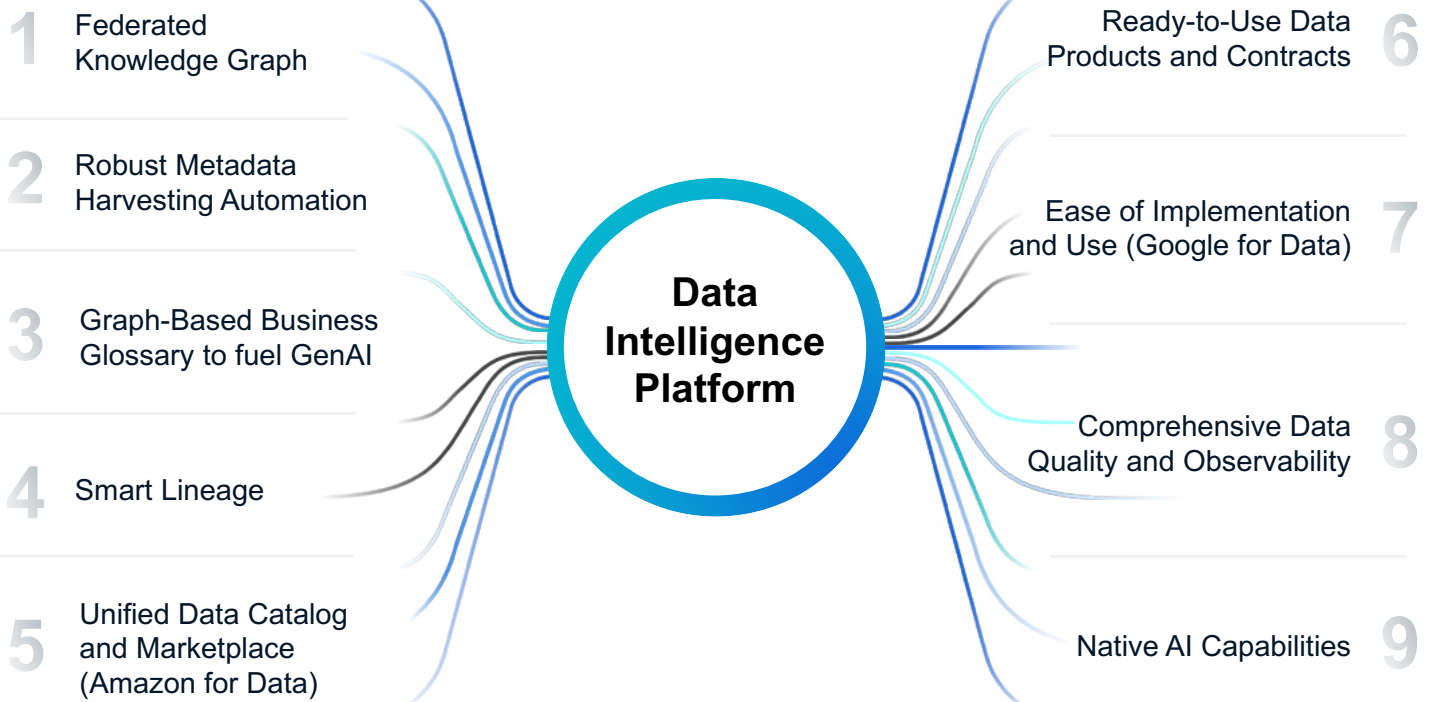 1
Federated
Knowledge Graph
2
Robust Metadata
Harvesting Automation
3
Graph-Based Business
Glossary to fuel GenAI
4
Smart Lineage
5
Unified Data Catalog
and Marketplace
(Amazon for Data)
Data
Intelligence
Platform
Ready-to-Use Data
Products and Contracts
6
Ease of Implementation
and Use (Google for Data)
7
Comprehensive Data
Quality and Observability
8
Native AI Capabilities
9